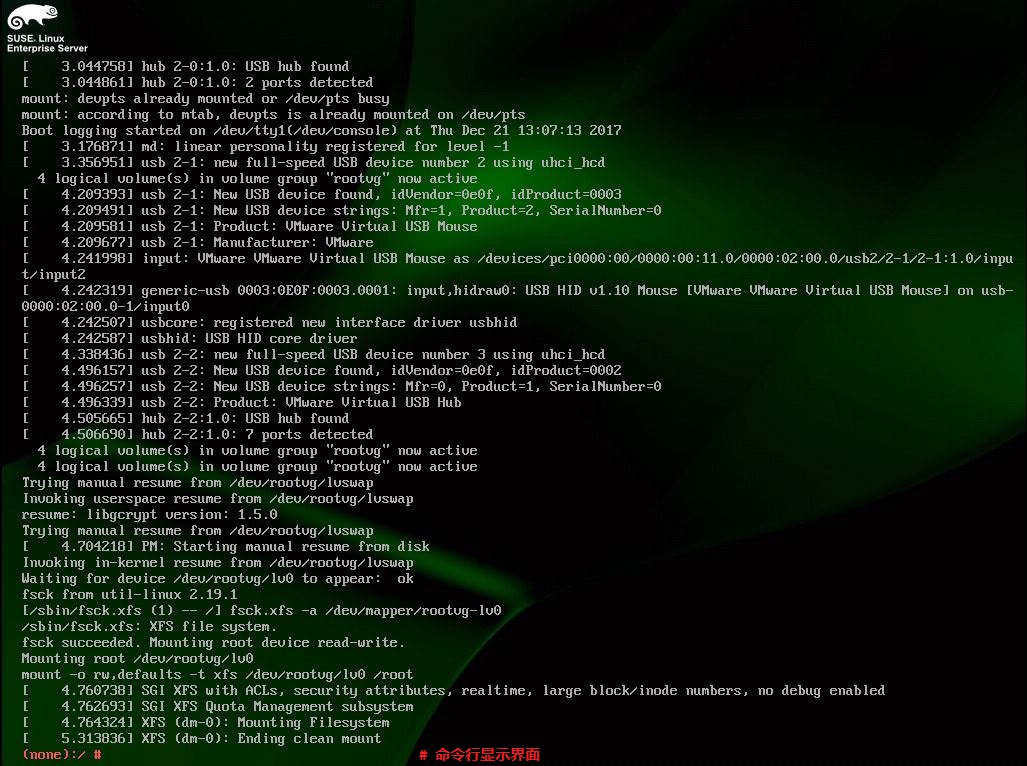 SUSE. Linux
Enterprise Server
[    3.044758] hub 2-0:1.0: USB hub found
[    3.044861] hub 2-0:1.0: 2 ports detected
mount: devpts already mounted or /dev/pts busy
mount: according to mtab, devpts is already mounted on /dev/pts
Boot logging started on /dev/tty1(/dev/console) at Thu Dec 21 13:07:13 2017
[    3.176871] md: linear personality registered for level -1
[    3.356951] usb 2-1: new full-speed USB device number 2 using uhci_hcd
  4 logical volume(s) in volume group "rootvg" now active
[    4.209393] usb 2-1: New USB device found, idVendor=0e0f, idProduct=0003
[    4.209491] usb 2-1: New USB device strings: Mfr=1, Product=2, SerialNumber=0
[    4.209581] usb 2-1: Product: VMware Virtual USB Mouse
[    4.209677] usb 2-1: Manufacturer: VMware
[    4.241998] input: VMware VMware Virtual USB Mouse as /devices/pci0000:00/0000:00:11.0/0000:02:00.0/usb2/2-1/2-1:1.0/inpu
t/input2
[    4.242319] generic-usb 0003:0E0F:0003.0001: input,hidraw0: USB HID v1.10 Mouse [VMware VMware Virtual USB Mouse] on usb-
0000:02:00.0-1/input0
[    4.242507] usbcore: registered new interface driver usbhid
[    4.242587] usbhid: USB HID core driver
[    4.338436] usb 2-2: new full-speed USB device number 3 using uhci_hcd
[    4.496157] usb 2-2: New USB device found, idVendor=0e0f, idProduct=0002
[    4.496257] usb 2-2: New USB device strings: Mfr=0, Product=1, SerialNumber=0
[    4.496339] usb 2-2: Product: VMware Virtual USB Hub
[    4.505665] hub 2-2:1.0: USB hub found
[    4.506690] hub 2-2:1.0: 7 ports detected
  4 logical volume(s) in volume group "rootvg" now active
  4 logical volume(s) in volume group "rootvg" now active
Trying manual resume from /dev/rootvg/lvswap
Invoking userspace resume from /dev/rootvg/lvswap
resume: libgcrypt version: 1.5.0
Trying manual resume from /dev/rootvg/lvswap
[    4.704218] PM: Starting manual resume from disk
Invoking in-kernel resume from /dev/rootvg/lvswap
Waiting for device /dev/rootvg/lv0 to appear:  ok
fsck from util-linux 2.19.1
[/sbin/fsck.xfs (1) -- /] fsck.xfs -a /dev/mapper/rootvg-lv0
/sbin/fsck.xfs: XFS file system.
fsck succeeded. Mounting root device read-write.
Mounting root /dev/rootvg/lv0
mount -o rw,defaults -t xfs /dev/rootvg/lv0 /root
[    4.760738] SGI XFS with ACLs, security attributes, realtime, large block/inode numbers, no debug enabled
[    4.762693] SGI XFS Quota Management subsystem
[    4.764324] XFS (dm-0): Mounting Filesystem
[    5.313836] XFS (dm-0): Ending clean mount
(none):/ # # 命令行显示界面